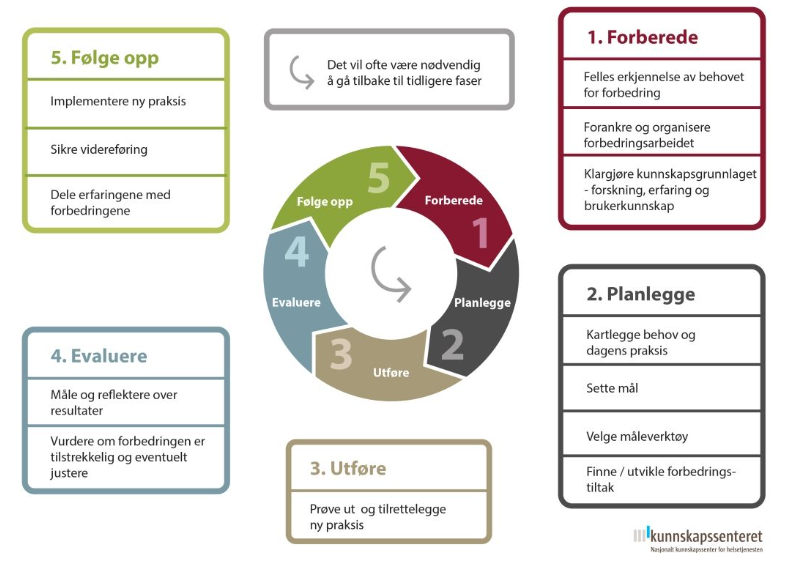 5. Følge opp
Implementere ny praksis
Sikre videreføring
Dele erfaringene med
forbedringene
Det vil ofte være nødvendig
å gå tilbake til tidligere faser
1. Forberede
Felles erkjennelse av behovet
for forbedring
Forankre og organisere
forbedringsarbeidet
Klargjøre kunnskapsgrunnlaget
- forskning, erfaring og
brukerkunnskap
5
Følge opp
Forberede
1
4
Evaluere
Planlegge
2
3
Utføre
2. Planlegge
Kartlegge behov og
dagens praksis
Sette mål
Velge måleverktøy
Finne / utvikle forbedrings-
tiltak
4. Evaluere
Måle og reflektere over
resultater
Vurdere om forbedringen er
tilstrekkelig og eventuelt
justere
3. Utføre
Prøve ut og tilrettelegge
ny praksis
kunnskapssenteret
Nasjonalt kunnskapssenter for helsetjenesten